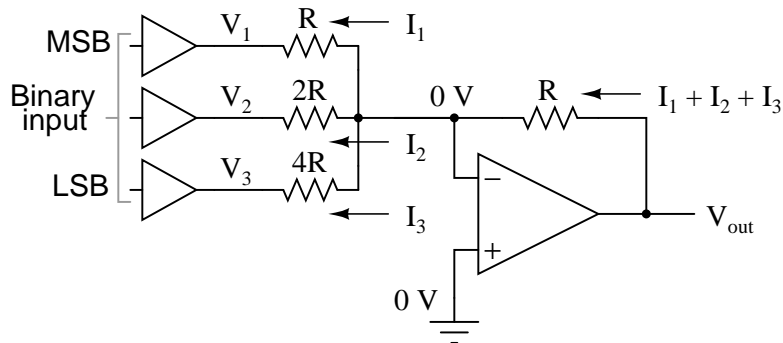 MSB
V1
R
I1
Binary
input
V2
2R
I2
0 V
R
I1 + I2 + I3
LSB
V3
4R
I3
−
+
Vout
0 V